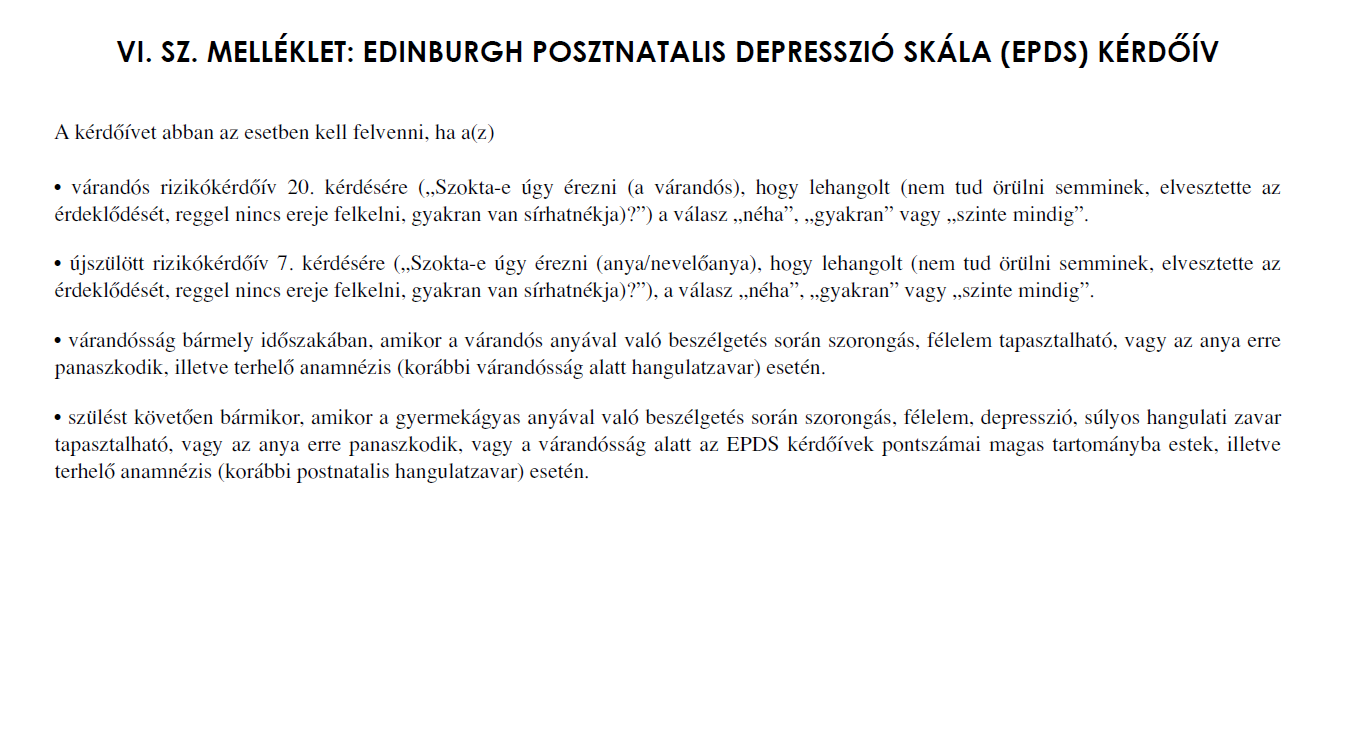 VI. SZ. MELLÉKLET: EDINBURGH POSZTNATALIS DEPRESSZIÓ SKÁLA (EPDS) KÉRDŐÍV
A kérdőívet abban az esetben kell felvenni, ha a(z)
• várandós rizikókérdőív 20. kérdésére („Szokta-e úgy érezni (a várandós), hogy lehangolt (nem tud örülni semminek, elvesztette az
érdeklődését, reggel nincs ereje felkelni, gyakran van sírhatnékja)?”) a válasz „néha”, „gyakran” vagy „szinte mindig”.
• újszülött rizikókérdőív 7. kérdésére („Szokta-e úgy érezni (anya/nevelőanya), hogy lehangolt (nem tud örülni semminek, elvesztette az
érdeklődését, reggel nincs ereje felkelni, gyakran van sírhatnékja)?”), a válasz „néha”, „gyakran” vagy „szinte mindig”.
• várandósság bármely időszakában, amikor a várandós anyával való beszélgetés során szorongás, félelem tapasztalható, vagy az anya erre
panaszkodik, illetve terhelő anamnézis (korábbi várandósság alatt hangulatzavar) esetén.
• szülést követően bármikor, amikor a gyermekágyas anyával való beszélgetés során szorongás, félelem, depresszió, súlyos hangulati zavar
tapasztalható, vagy az anya erre panaszkodik, vagy a várandósság alatt az EPDS kérdőívek pontszámai magas tartományba estek, illetve
terhelő anamnézis (korábbi postnatalis hangulatzavar) esetén.